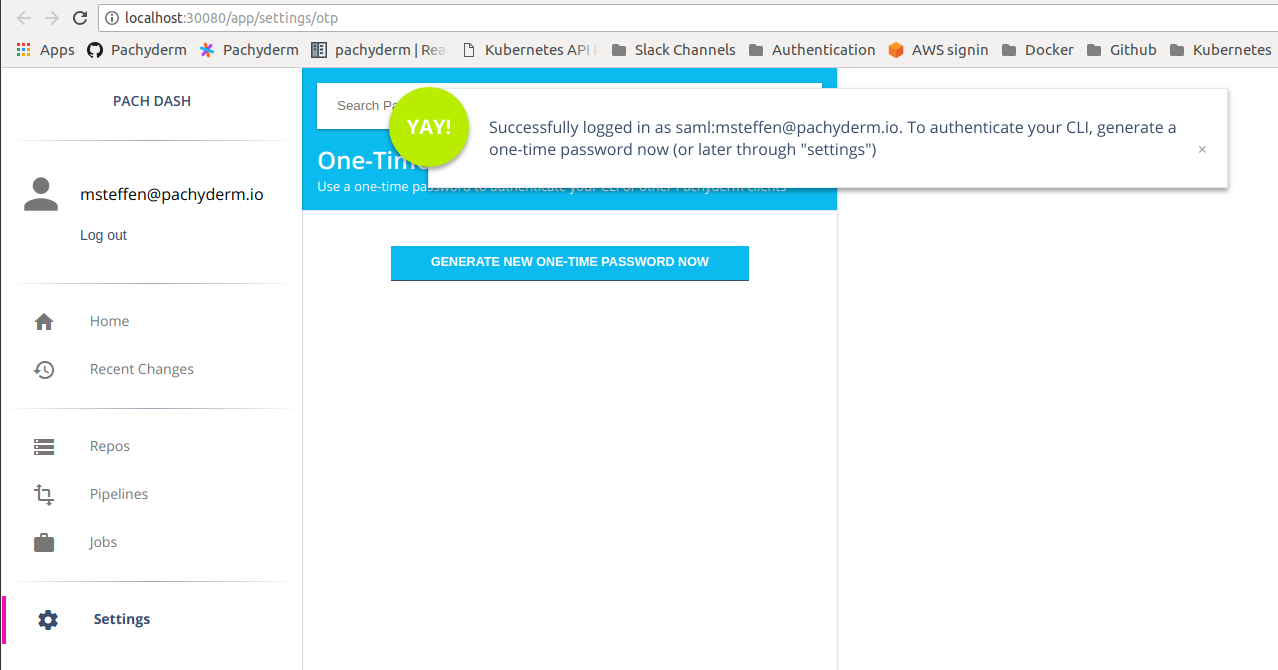 localhost:30080/app/settings/otp
Apps Pachyderm Pachyderm pachyderm | Rea Kubernetes API Slack Channels Authentication AWS signin Docker Github Kubernetes
PACH DASH
msteffen@pachyderm.io
Log out
Home
Recent Changes
Repos
Pipelines
Jobs
Settings
Search Pa
YAY!
Successfully logged in as saml:msteffen@pachyderm.io. To authenticate your CLI, generate a
one-time password now (or later through "settings")
×
One-Time
Use a one-time password to authenticate your CLI or other Pachyderm clients
GENERATE NEW ONE-TIME PASSWORD NOW